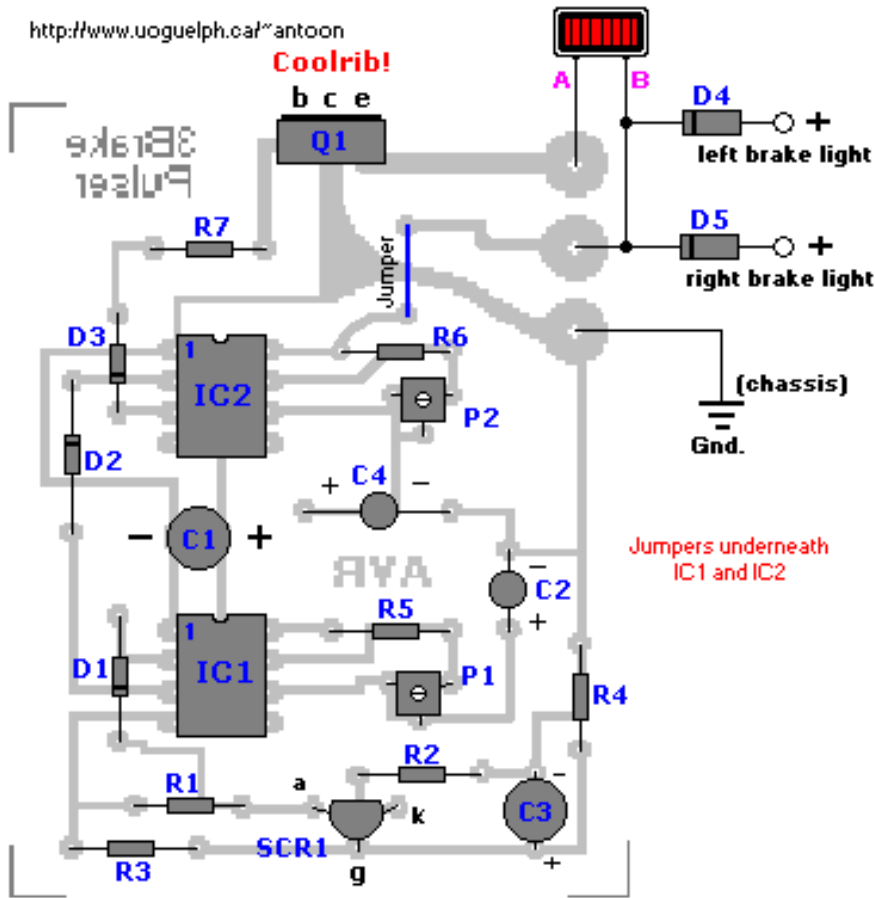 http://www.uoguelph.ca/~antoon
Coolrib!
b c e
Q1
A
B
D4
+
left brake light
3Brake
Pulser
R7
Jumper
D5
+
right brake light
D3
1
IC2
R6
(chassis)
P2
Gnd.
D2
C4
+
-
- C1 +
Jumpers underneath
IC1 and IC2
AYR
-
C2
+
R5
1
IC1
D1
P1
R4
R2
-
R1
a
k
C3
SCR1
+
R3
g